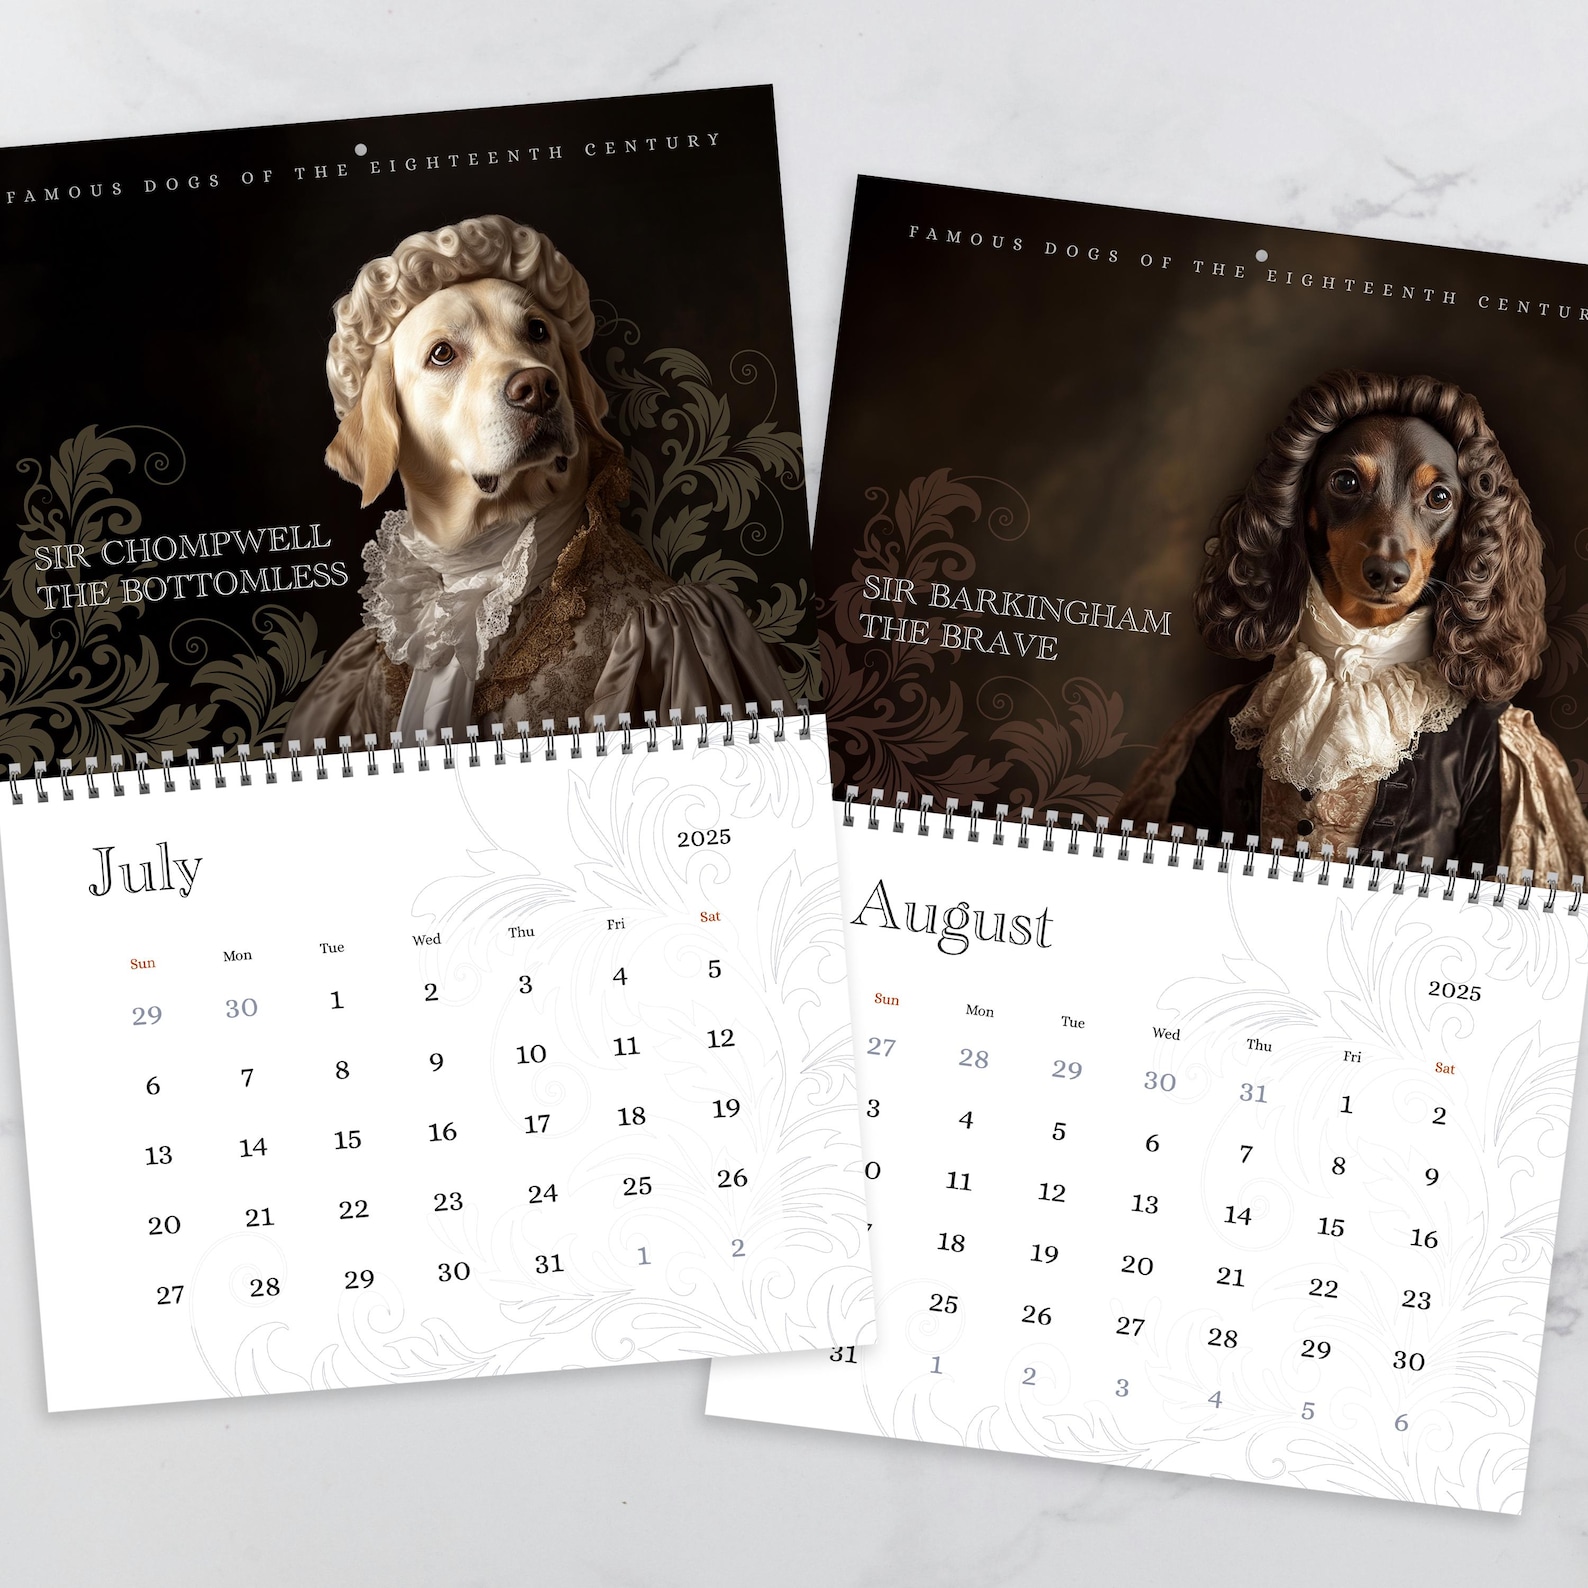 FAMOUS DOGS OF THE EIGHTEENTH CENTURY
SIR CHOMPWELL
THE BOTTOMLESS
July
2025
Sun Mon Tue Wed Thu Fri Sat
29 30 1 2 3 4 5
6 7 8 9 10 11 12
13 14 15 16 17 18 19
20 21 22 23 24 25 26
27 28 29 30 31 1 2
FAMOUS DOGS OF THE EIGHTEENTH CENTUR
SIR BARKINGHAM
THE BRAVE
August
2025
Sun Mon Tue Wed Thu Fri Sat
27 28 29 30 31 1 2
3 4 5 6 7 8 9
0 11 12 13 14 15 16
18 19 20 21 22 23
25 26 27 28 29 30
31 1 2 3 4 5 6